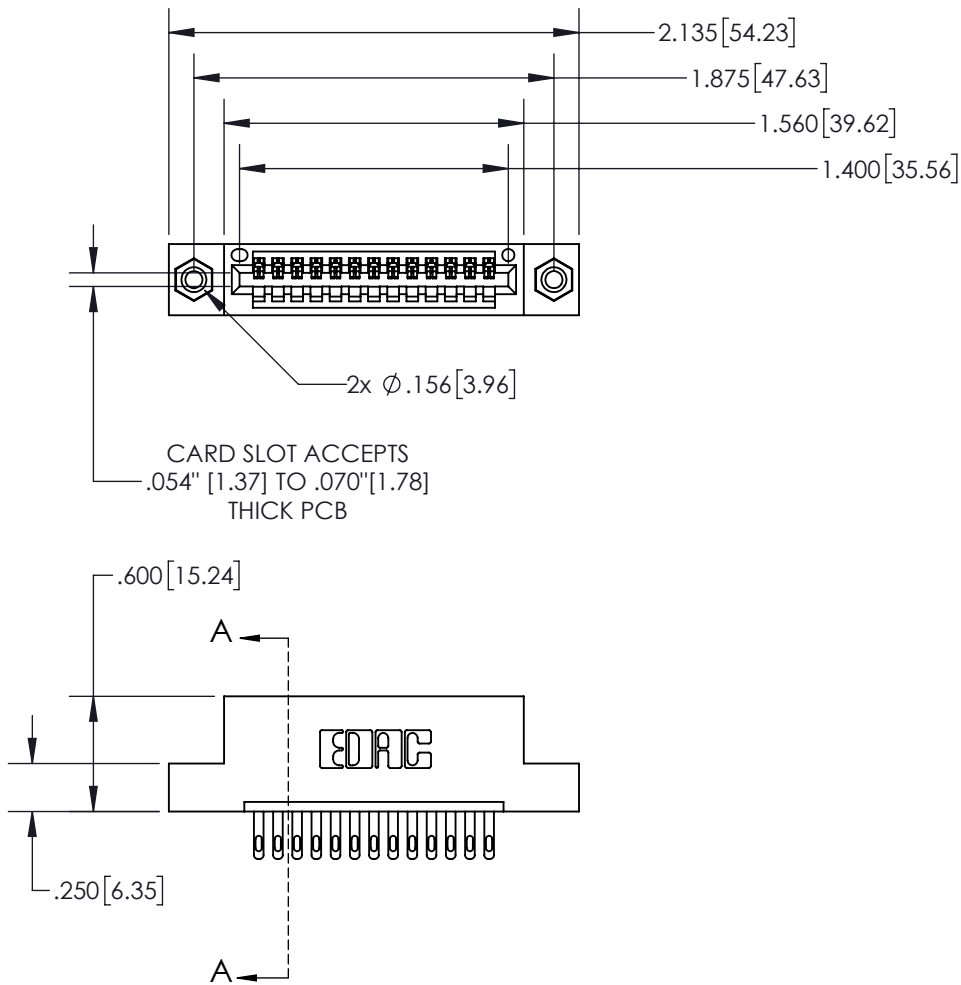 2.135[54.23]
1.875[47.63]
1.560[39.62]
1.400[35.56]
2x ∅.156[3.96]
CARD SLOT ACCEPTS
.054" [1.37] TO .070"[1.78]
THICK PCB
.600[15.24]
A
EDAC
.250[6.35]
A